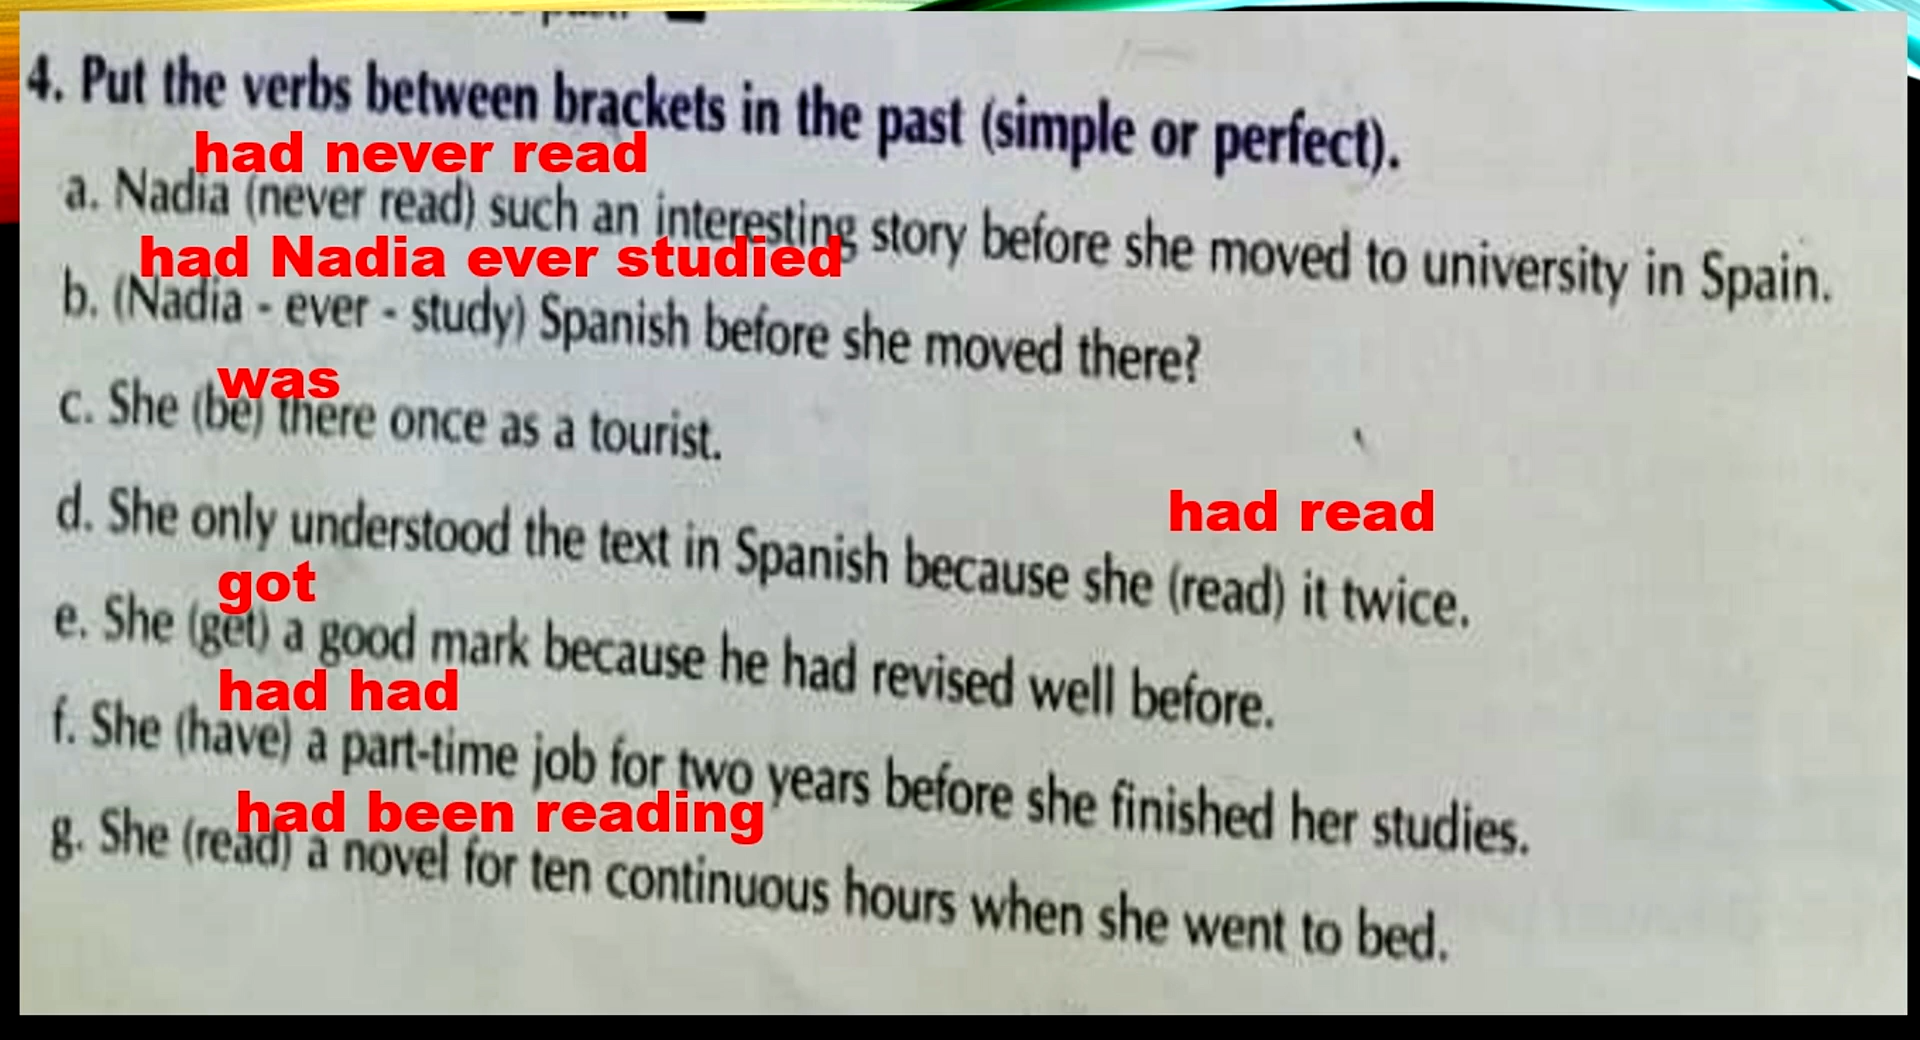 4. Put the verbs between brackets in the past (simple or perfect).
had never read
a. Nadia (never read) such an interesting story before she moved to university in Spain.
had Nadia ever studied
b. (Nadia - ever - study) Spanish before she moved there?
was
c. She (be) there once as a tourist.
had read
d. She only understood the text in Spanish because she (read) it twice.
got
e. She (get) a good mark because he had revised well before.
had had
f. She (have) a part-time job for two years before she finished her studies.
had been reading
g. She (read) a novel for ten continuous hours when she went to bed.